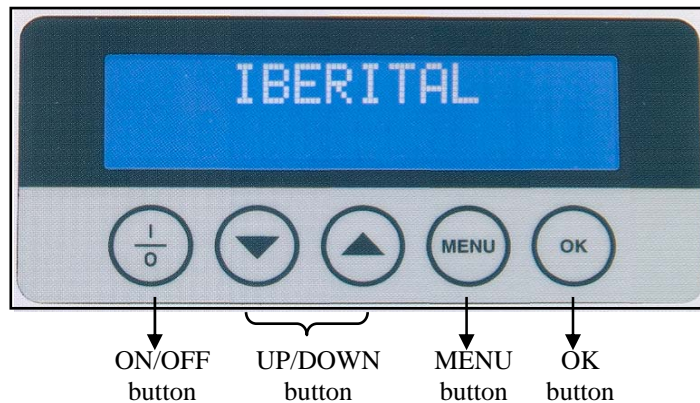 IBERITAL
I
0
MENU
OK
ON/OFF button
UP/DOWN button
MENU button
OK button